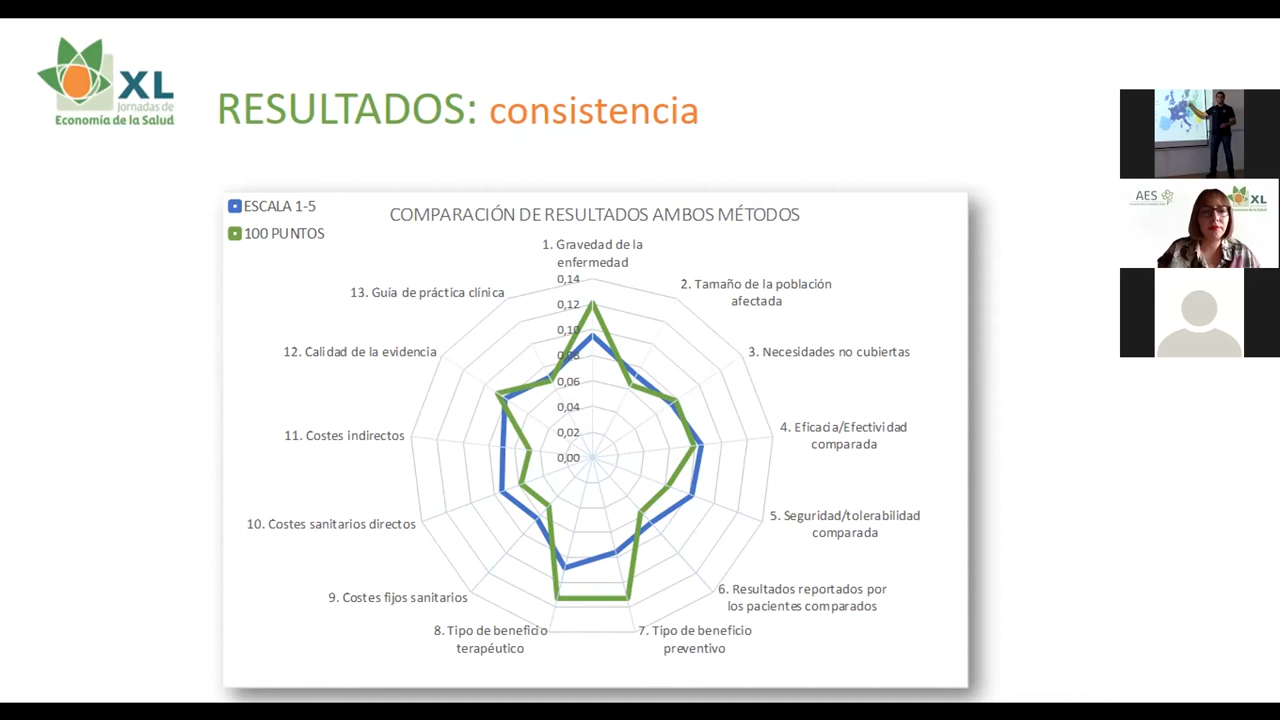 XL
Jornadas de
Economía de la Salud
RESULTADOS: consistencia
ESCALA 1-5
100 PUNTOS
COMPARACIÓN DE RESULTADOS AMBOS MÉTODOS
1. Gravedad de la
enfermedad
2. Tamaño de la población
afectada
3. Necesidades no cubiertas
4. Eficacia/Efectividad
comparada
5. Seguridad/tolerabilidad
comparada
6. Resultados reportados por
los pacientes comparados
7. Tipo de beneficio
preventivo
8. Tipo de beneficio
terapéutico
9. Costes fijos sanitarios
10. Costes sanitarios directos
11. Costes indirectos
12. Calidad de la evidencia
13. Guía de práctica clínica
0,14
0,12
0,10
0,08
0,06
0,04
0,02
0,00
AES
XL